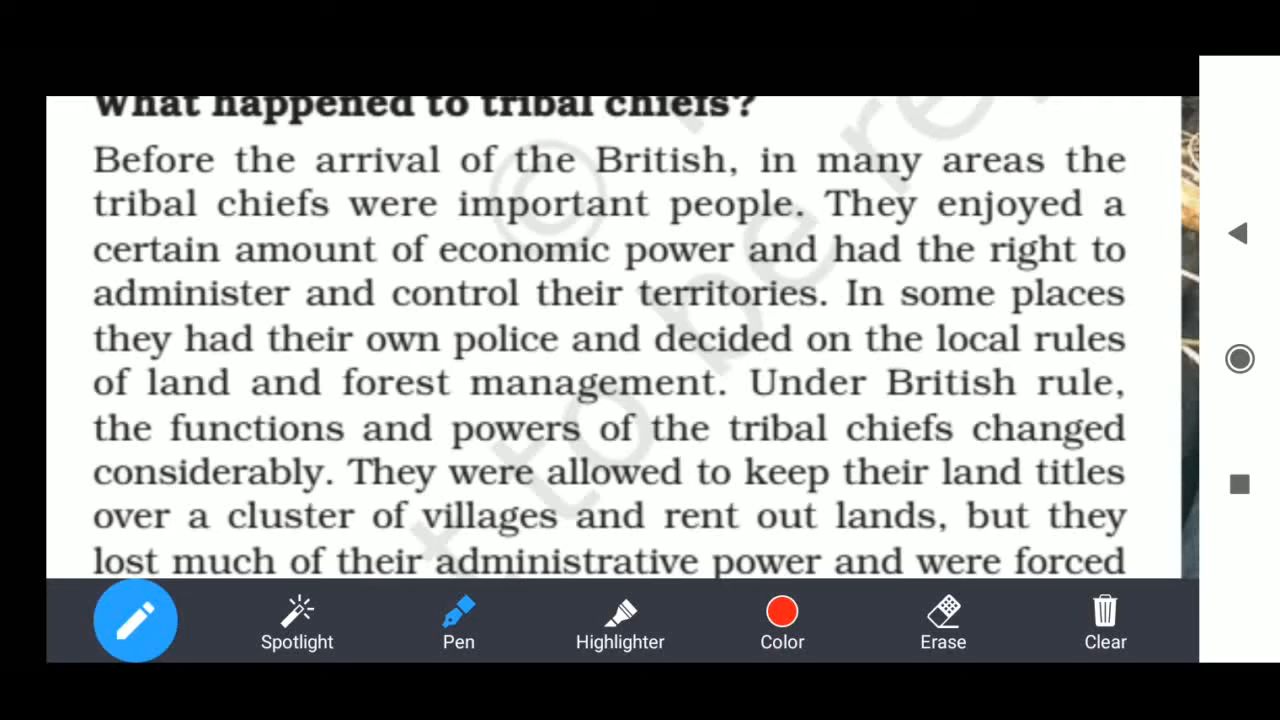 What happened to tribal chiefs?
Before the arrival of the British, in many areas the
tribal chiefs were important people. They enjoyed a
certain amount of economic power and had the right to
administer and control their territories. In some places
they had their own police and decided on the local rules
of land and forest management. Under British rule,
the functions and powers of the tribal chiefs changed
considerably. They were allowed to keep their land titles
over a cluster of villages and rent out lands, but they
lost much of their administrative power and were forced
© 
to be re
Spotlight
Pen
Highlighter
Color
Erase
Clear